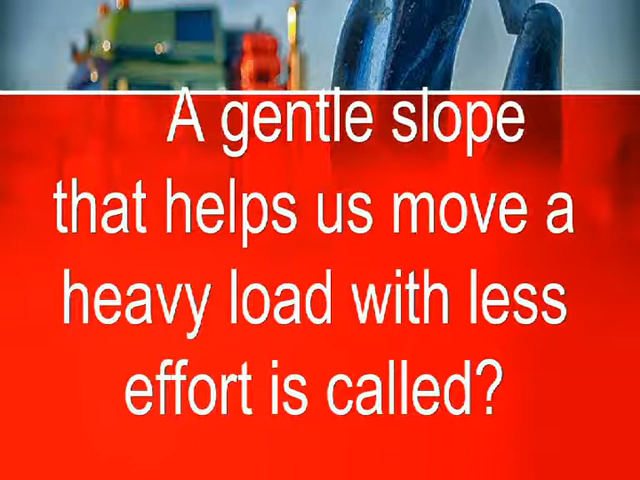 A gentle slope
that helps us move a
heavy load with less
effort is called?